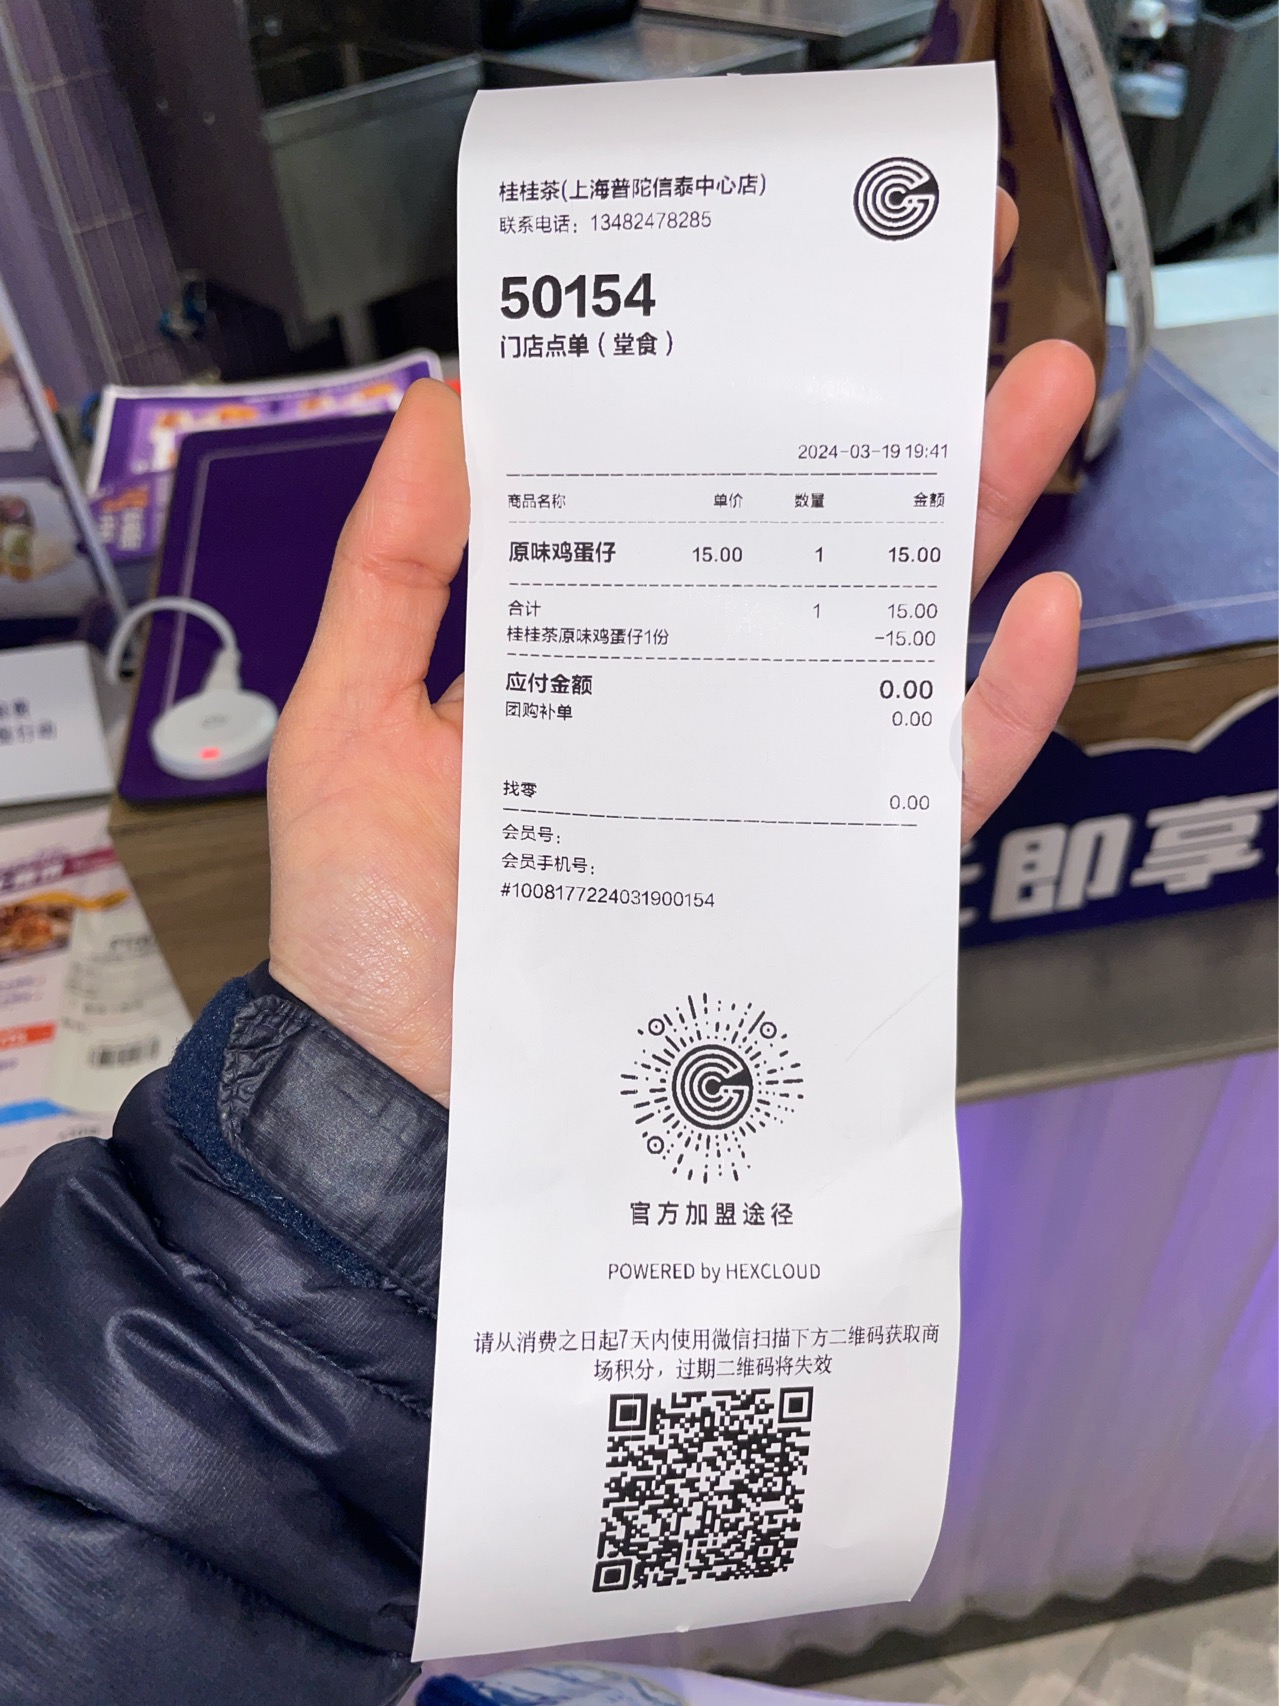 桂桂茶(上海普陀信泰中心店)
联系电话：13482478285
50154
门店点单（堂食）
2024-03-19 19:41
商品名称 单价 数量 金额
原味鸡蛋仔 15.00 1 15.00
合计 1 15.00
桂桂茶原味鸡蛋仔1份 -15.00
应付金额 0.00
团购补单 0.00
找零 0.00
会员号：
会员手机号：
#1008177224031900154
官方加盟途径
POWERED by HEXCLOUD
请从消费之日起7天内使用微信扫描下方二维码获取商
场积分，过期二维码将失效
即享